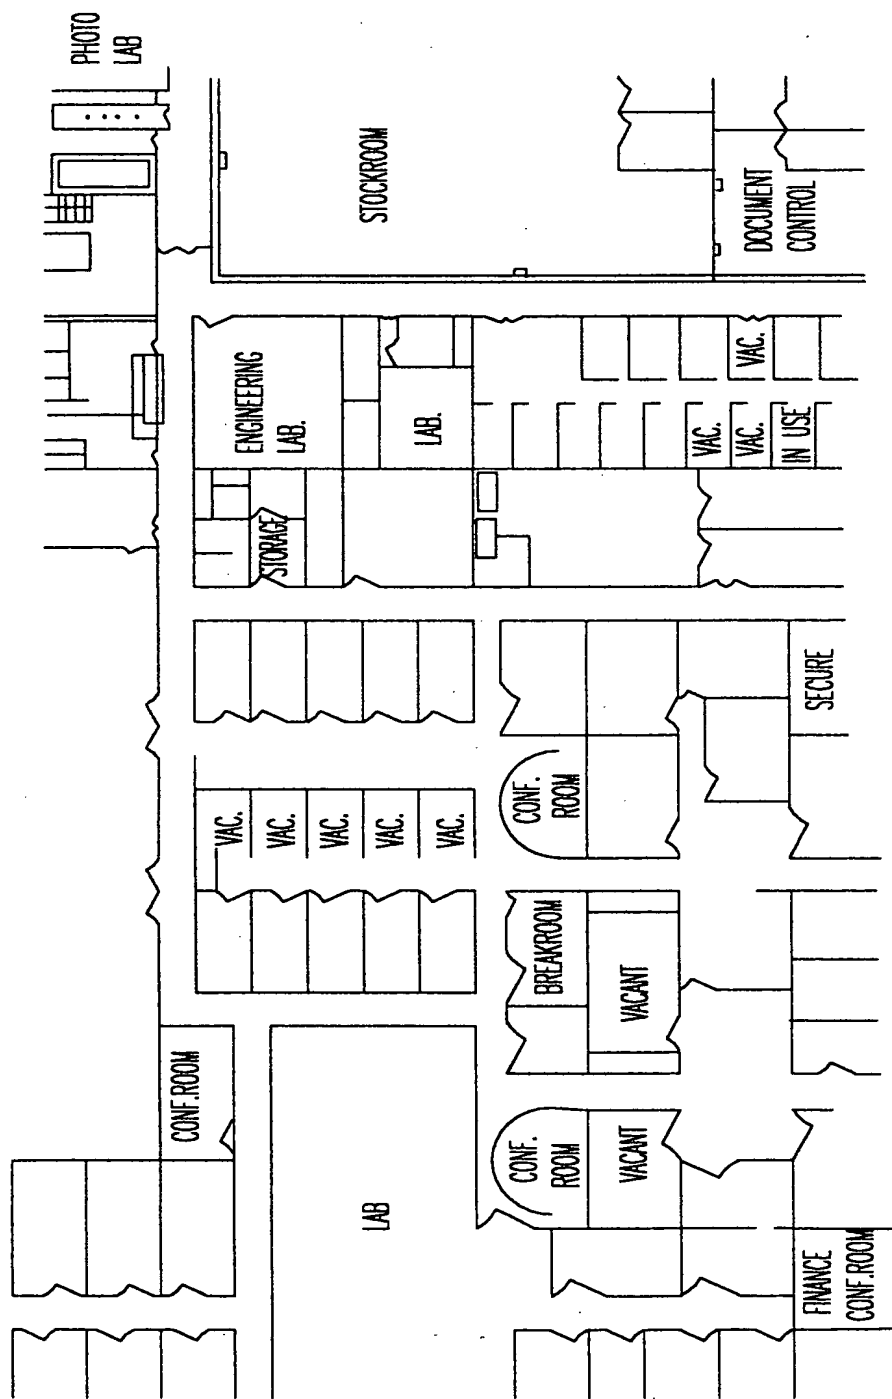 PHOTO
LAB
CONF.ROOM
VAC.
ENGINEERING
LAB.
STORAGE
VAC.
VAC.
LAB
VAC.
STOCKROOM
LAB.
VAC.
CONF.
ROOM
CONF.
ROOM
BREAKROOM
VACANT
VACANT
VAC.
VAC.
VAC.
DOCUMENT
CONTROL
IN USE
SECURE
FINANCE
CONF.ROOM